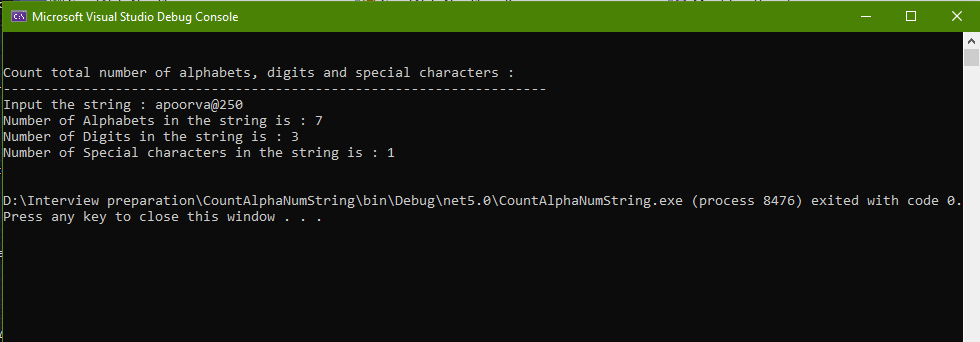 Microsoft Visual Studio Debug Console
Count total number of alphabets, digits and special characters :
--------------------------------------------------------------------
Input the string : apoorva@250
Number of Alphabets in the string is : 7
Number of Digits in the string is : 3
Number of Special characters in the string is : 1
D:\Interview preparation\CountAlphaNumString\bin\Debug\net5.0\CountAlphaNumString.exe (process 8476) exited with code 0.
Press any key to close this window . . .